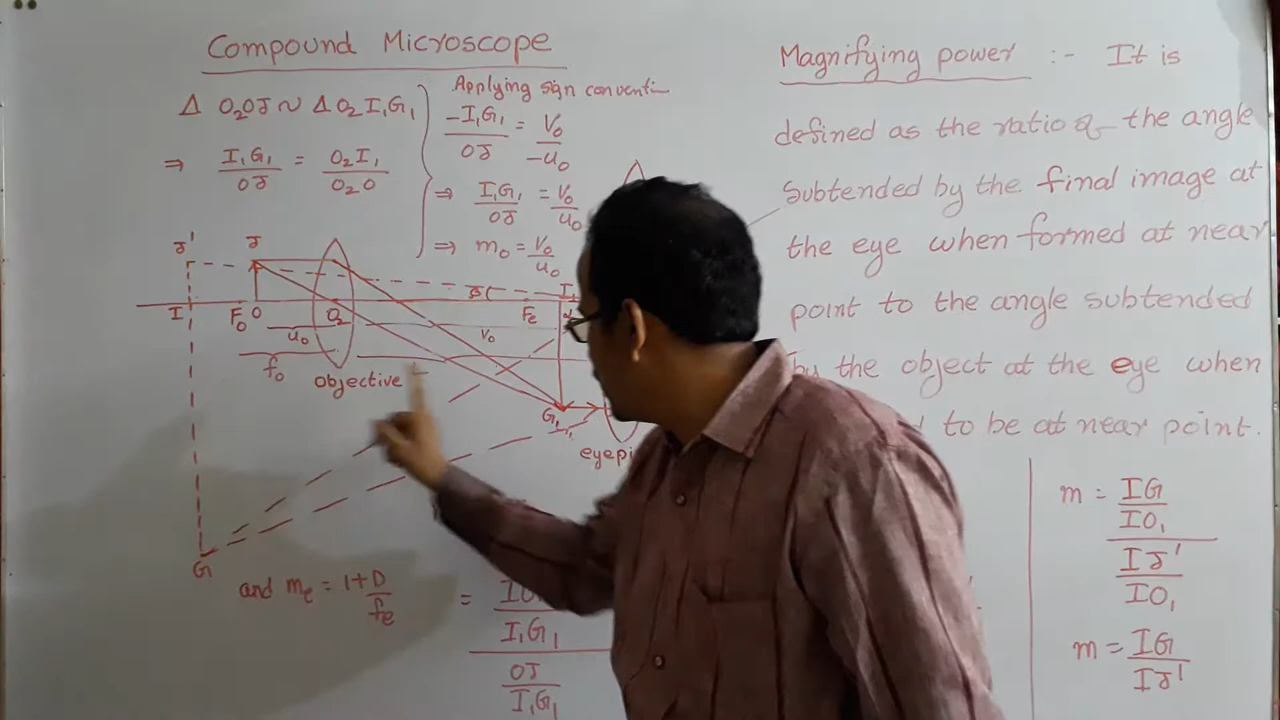 Compound Microscope
Δ O₂OJ ~ Δ O₂I₁G₁
⇒ I₁G₁/OJ = O₂I₁/O₂O
Applying sign conventi
-I₁G₁/OJ = V₀/-u₀
⇒ I₁G₁/OJ = V₀/u₀
⇒ m₀ = V₀/u₀
J' J
I F₀ O O₂ β Fe I₁ α
u₀ V₀
f₀
objective
G₁
eyepi
G
and mₑ = 1+D/fₑ
=
I₁G₁
OJ/I₁G₁
Magnifying power :- It is
defined as the ratio of the angle
Subtended by the final image at
the eye when formed at near
point to the angle subtended
by the object at the eye when
to be at near point.
m = IG/IO₁
IJ'/IO₁
m = IG/IJ'